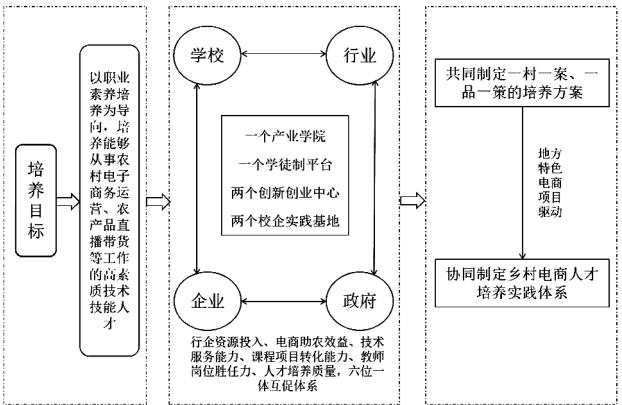 培养目标
以职业
素养培
养为导
向，培
养能够
从事农
村电子
商务运
营、农
产品直
播带货
等工作
的高素
质技术
技能人
才
学校
行业
一个产业学院
一个学徒制平台
两个创新创业中心
两个校企实践基地
企业
政府
行企资源投入、电商助农效益、技术
服务能力、课程项目转化能力、教师
岗位胜任力、人才培养质量，六位一
体互促体系
共同制定一村一案、一
品一策的培养方案
地方
特色
电商
项目
驱动
协同制定乡村电商人才
培养实践体系